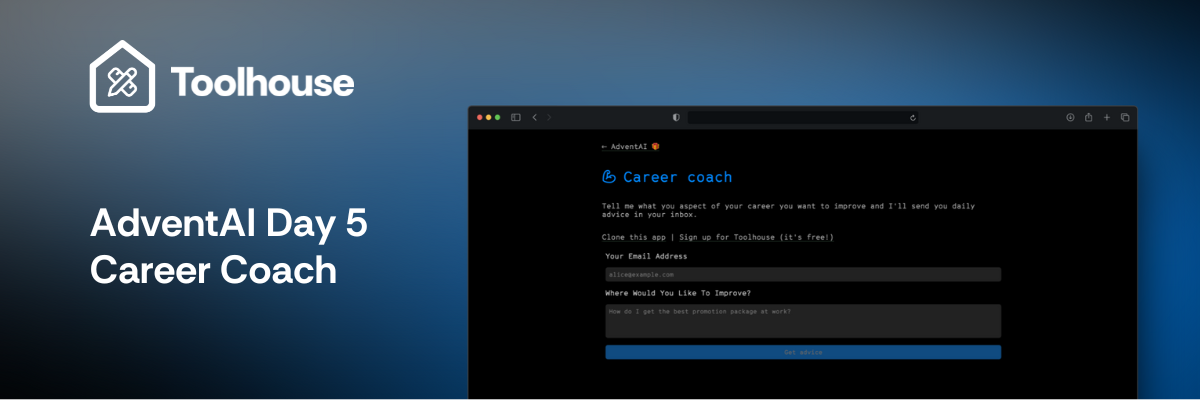 Toolhouse
AdventAI Day 5
Career Coach
← AdventAI
Career coach
Tell me what you aspect of your career you want to improve and I'll send you daily
advice in your inbox.
Clone this app | Sign up for Toolhouse (it's free!)
Your Email Address
alice@example.com
Where Would You Like To Improve?
How do I get the best promotion package at work?
Get advice